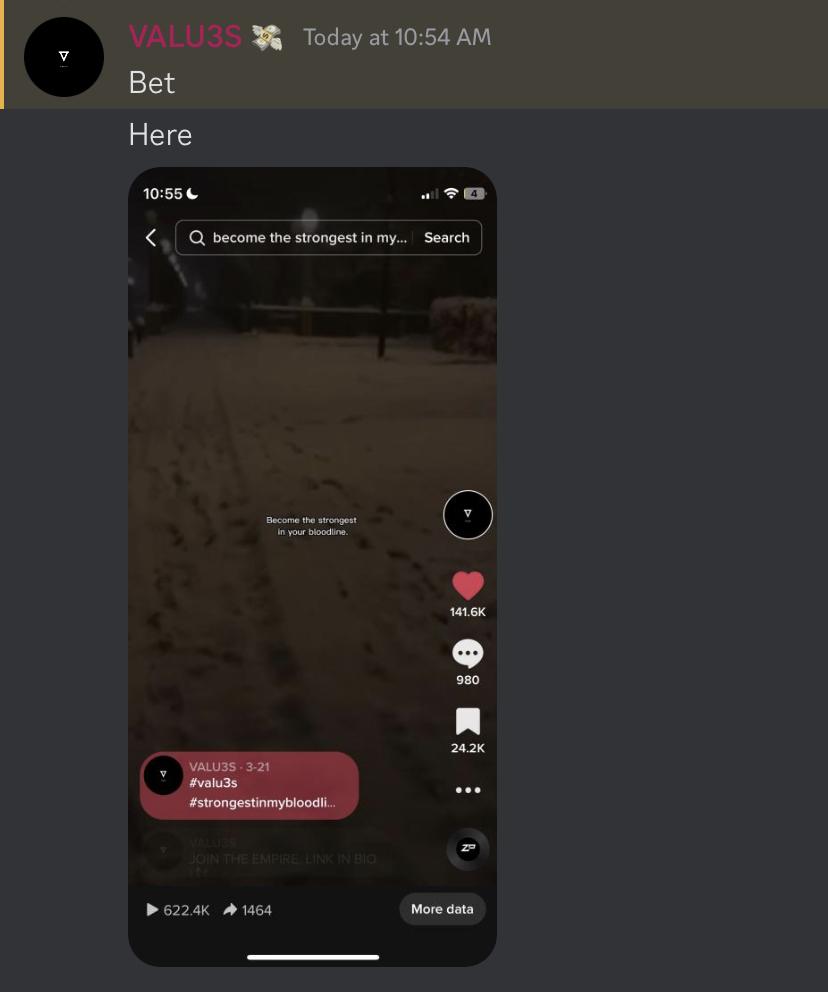 VALU3S 💸 Today at 10:54 AM
Bet
Here
10:55
4
become the strongest in my... Search
Become the strongest
in your bloodline.
141.6K
980
24.2K
VALU3S · 3-21
#valu3s
#strongestinmybloodli...
VALU3S
JOIN THE EMPIRE. LINK IN BIO
622.4K 1464
More data